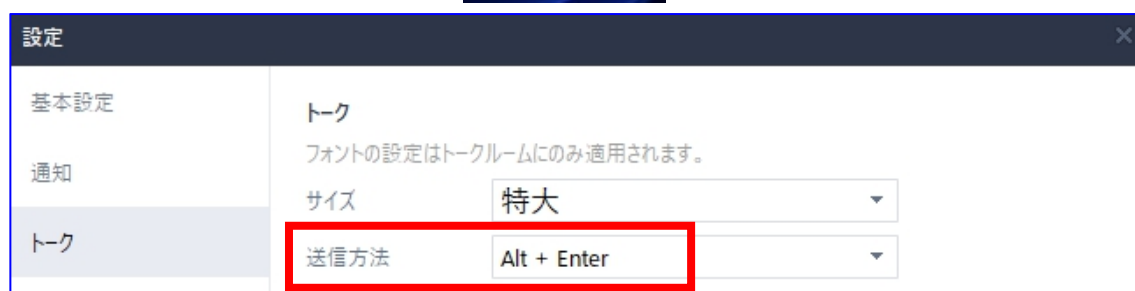 設定
基本設定
通知
トーク
トーク
フォントの設定はトークルームにのみ適用されます。
サイズ 特大
送信方法 Alt + Enter